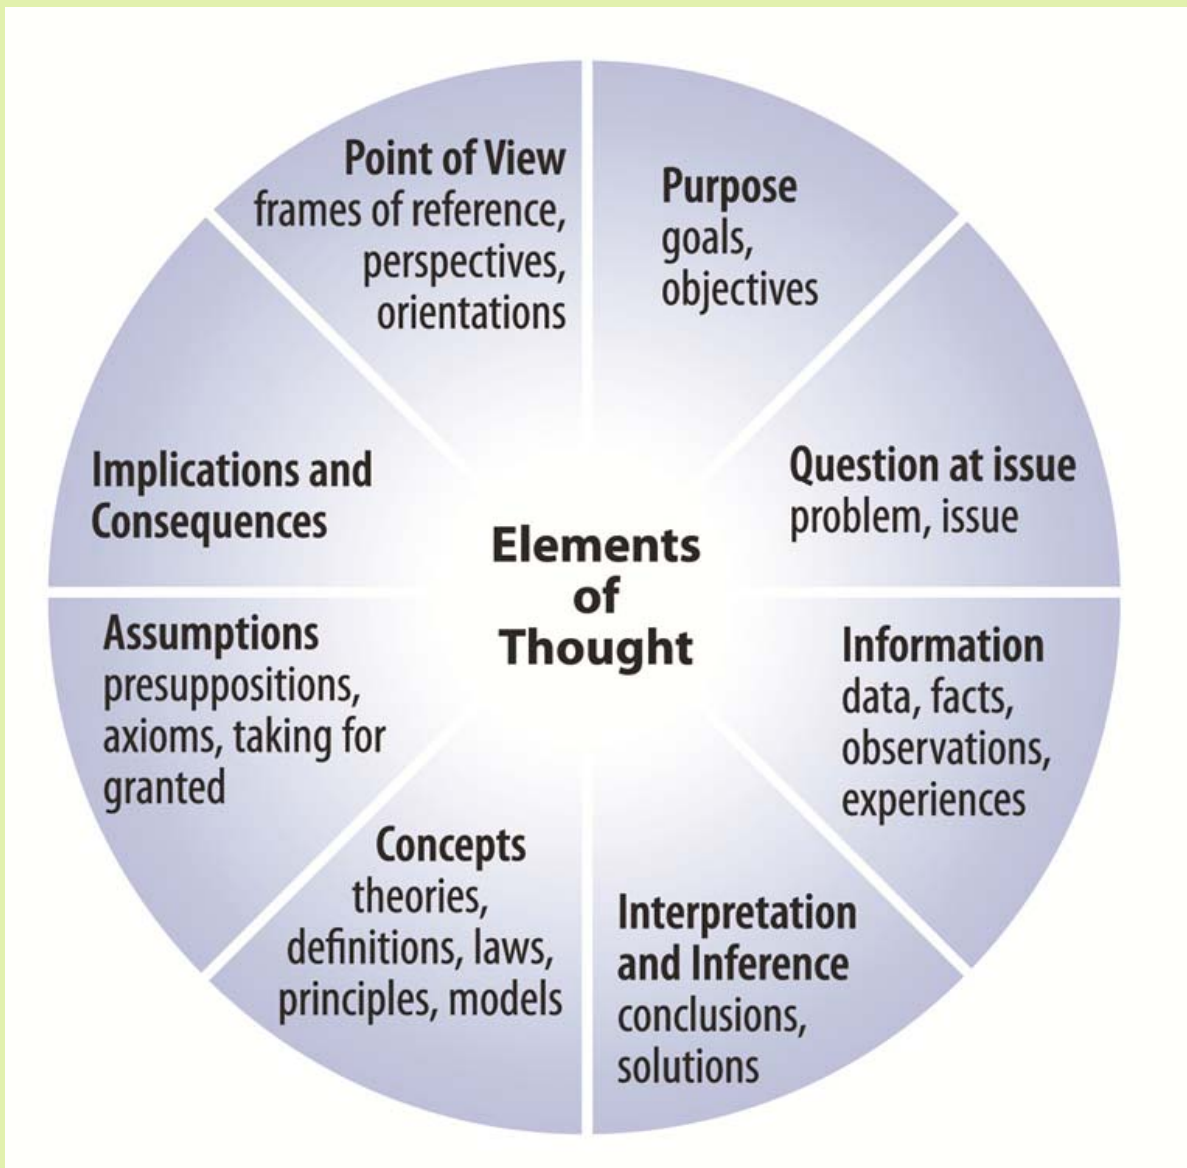 Point of View
frames of reference,
perspectives,
orientations
Purpose
goals,
objectives
Question at issue
problem, issue
Information
data, facts,
observations,
experiences
Interpretation
and Inference
conclusions,
solutions
Concepts
theories,
definitions, laws,
principles, models
Assumptions
presuppositions,
axioms, taking for
granted
Implications and
Consequences
Elements
of
Thought